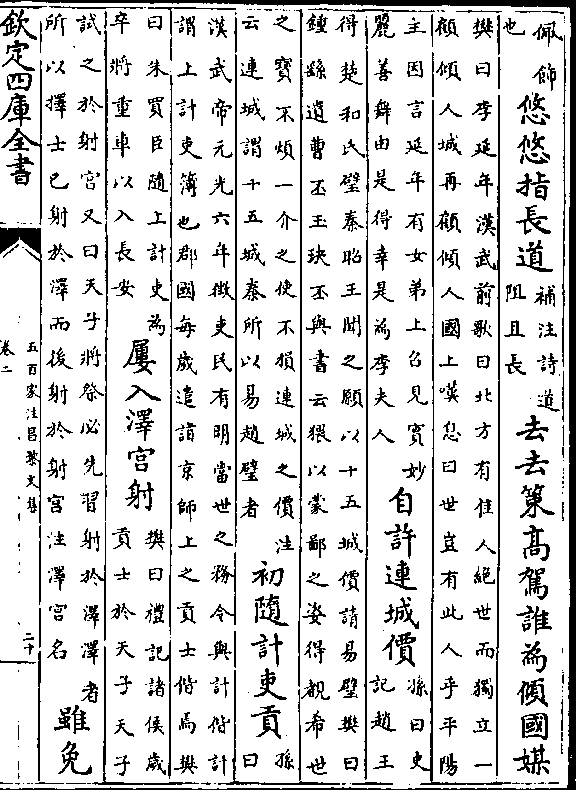 佩飾
也
悠悠指長道
補注詩道
阻且長
去去策高駕誰為傾國媒
樊曰李延年漢武前歌曰北方有佳人絶世而獨立一
顧傾人城再顧傾人國上嘆息曰世豈有此人乎平陽
主因言延年有女弟上召見實妙
麗善舞由是得幸是為李夫人
自許連城價
孫曰史
記趙王
得楚和氏璧秦昭王聞之願以十五城價請易璧樊曰
鍾繇遺曹丕玉玦丕與書云猥以蒙鄙之姿得觀希世
之寶不煩一介之使不損連城之價注
云連城謂十五城秦所以易趙璧者
初隨計吏貢
孫
曰
漢武帝元光六年徴吏民有明當世之務令與計偕計
謂上計吏簿也郡國每歲遣詣京師上之貢士偕焉樊
曰朱買臣隨上計吏為
卒將重車以入長安
屢入澤宫射
樊曰禮記諸侯歲
貢士於天子天子
試之於射宫又曰天子將祭必先習射於澤澤者
所以擇士已射於澤而後射於射宫注澤宫名
雖免
欽定四庫全書
五百家注昌黎文集
卷二
二十